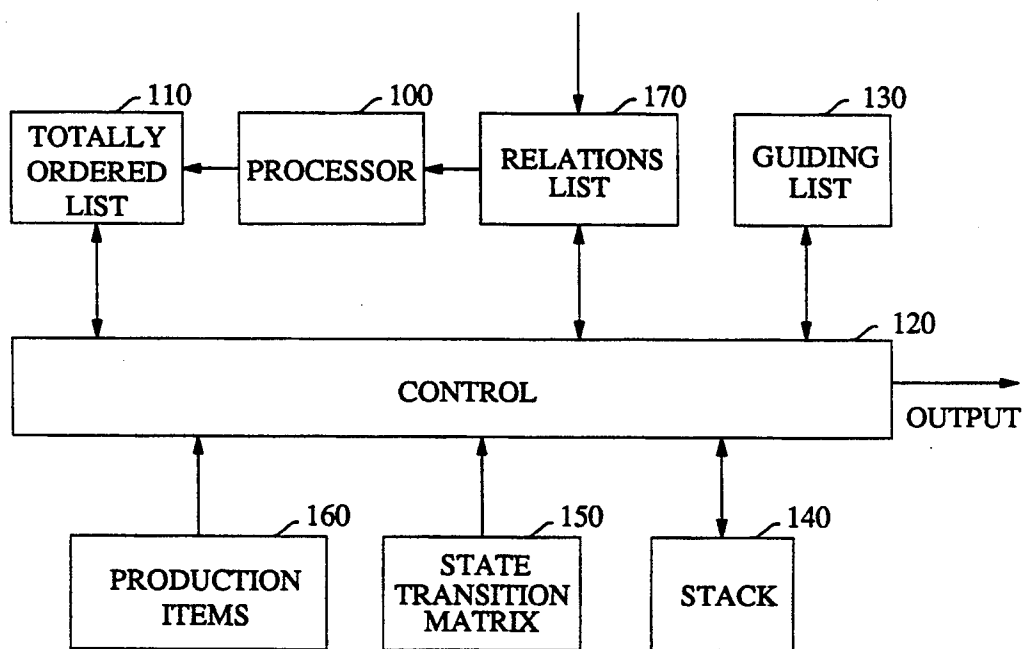 110
100
170
130
TOTALLY
ORDERED
LIST
PROCESSOR
RELATIONS
LIST
GUIDING
LIST
120
CONTROL
OUTPUT
160
150
140
PRODUCTION
ITEMS
STATE
TRANSITION
MATRIX
STACK